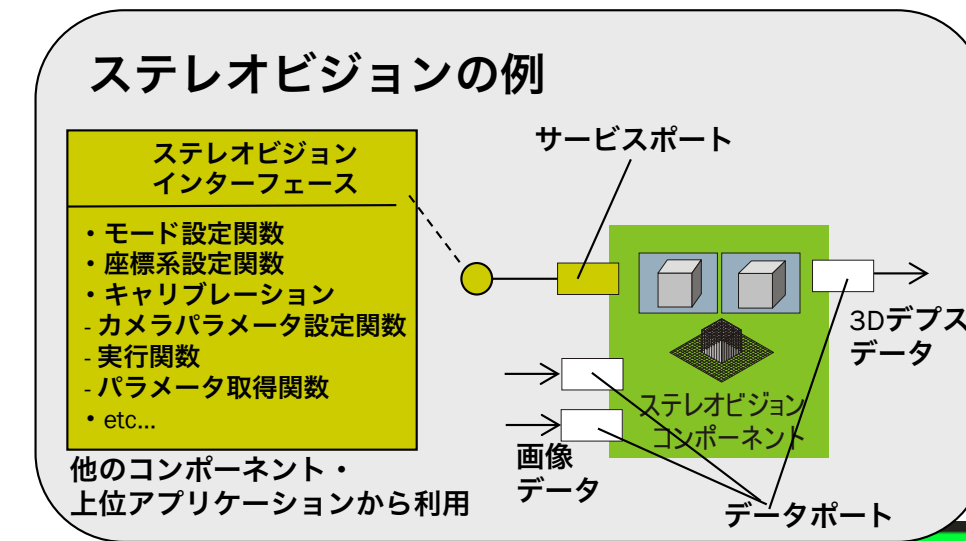 ステレオビジョンの例
サービスポート
ステレオビジョン
インターフェース
・モード設定関数
・座標系設定関数
・キャリブレーション
- カメラパラメータ設定関数
- 実行関数
- パラメータ取得関数
・etc...
他のコンポーネント・
上位アプリケーションから利用
画像
データ
ステレオビジョン
コンポーネント
3Dデプス
データ
データポート